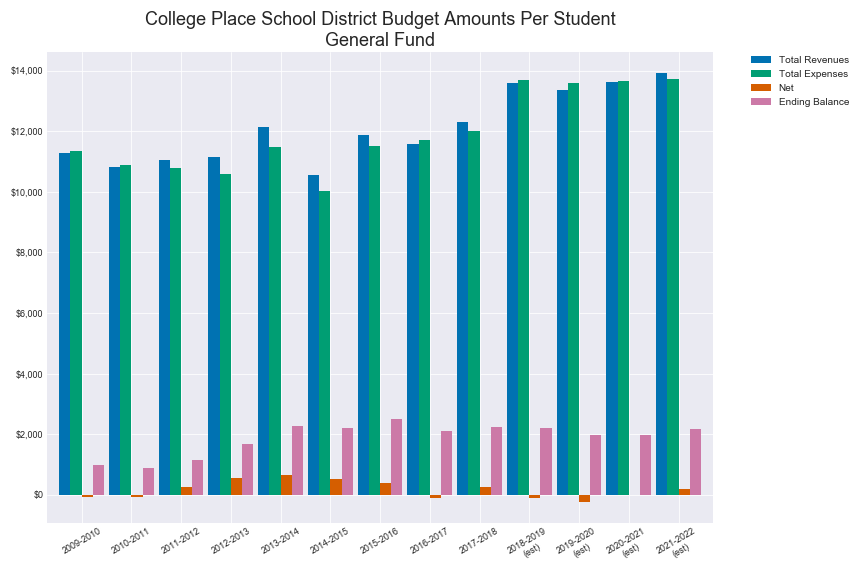 College Place School District Budget Amounts Per Student
General Fund
Total Revenues
Total Expenses
Net
Ending Balance
$14,000
$12,000
$10,000
$8,000
$6,000
$4,000
$2,000
$0
2009-2010
2010-2011
2011-2012
2012-2013
2013-2014
2014-2015
2015-2016
2016-2017
2017-2018
2018-2019
(est)
2019-2020
(est)
2020-2021
(est)
2021-2022
(est)